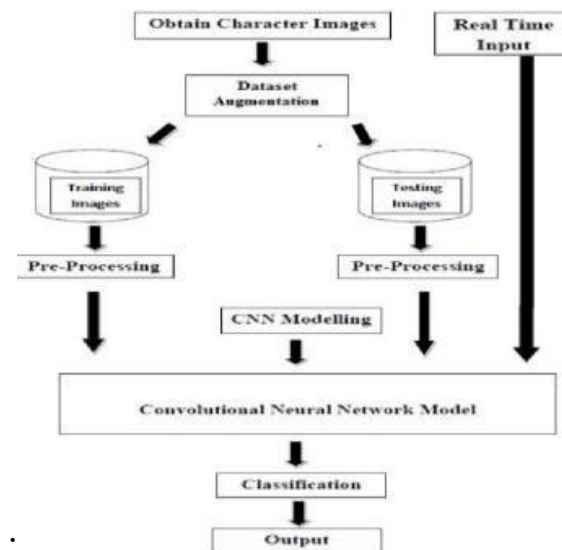 Obtain Character Images
Real Time
Input
Dataset
Augmentation
Training
Images
Testing
Images
Pre-Processing
Pre-Processing
CNN Modelling
Convolutional Neural Network Model
Classification
Output